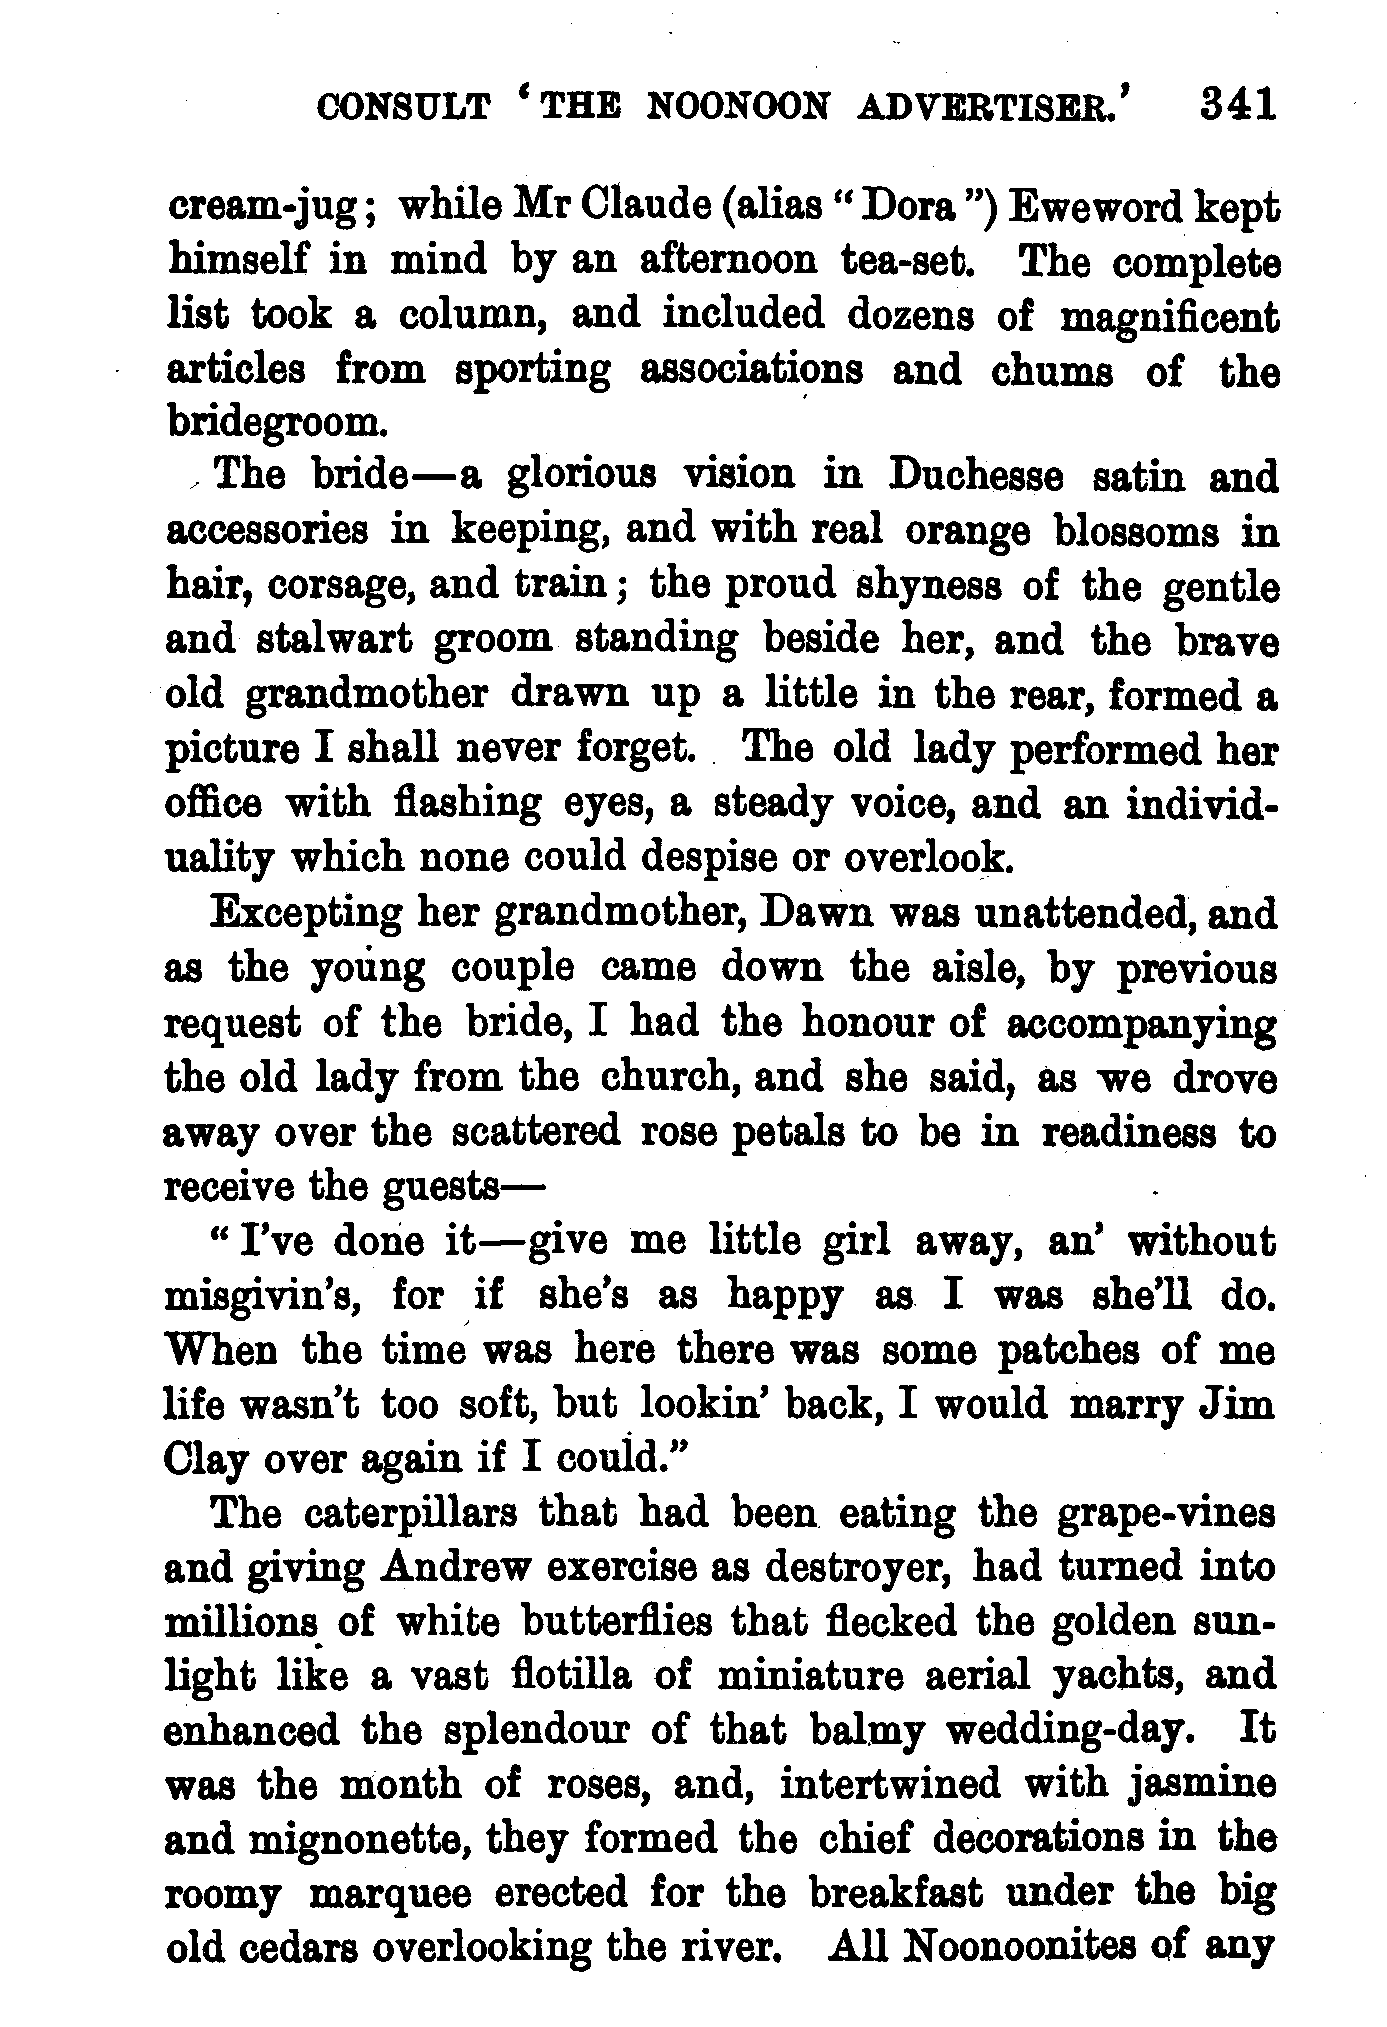 CONSULT 'THE NOONOON ADVERTISER.' 341
cream-jug; while Mr Claude (alias "Dora") Eweword kept
himself in mind by an afternoon tea-set. The complete
list took a column, and included dozens of magnificent
articles from sporting associations and chums of the
bridegroom.
The bride—a glorious vision in Duchesse satin and
accessories in keeping, and with real orange blossoms in
hair, corsage, and train; the proud shyness of the gentle
and stalwart groom standing beside her, and the brave
old grandmother drawn up a little in the rear, formed a
picture I shall never forget. The old lady performed her
office with flashing eyes, a steady voice, and an individ-
uality which none could despise or overlook.
Excepting her grandmother, Dawn was unattended, and
as the young couple came down the aisle, by previous
request of the bride, I had the honour of accompanying
the old lady from the church, and she said, as we drove
away over the scattered rose petals to be in readiness to
receive the guests—
"I've done it—give me little girl away, an' without
misgivin's, for if she's as happy as I was she'll do.
When the time was here there was some patches of me
life wasn't too soft, but lookin' back, I would marry Jim
Clay over again if I could."
The caterpillars that had been eating the grape-vines
and giving Andrew exercise as destroyer, had turned into
millions of white butterflies that flecked the golden sun-
light like a vast flotilla of miniature aerial yachts, and
enhanced the splendour of that balmy wedding-day. It
was the month of roses, and, intertwined with jasmine
and mignonette, they formed the chief decorations in the
roomy marquee erected for the breakfast under the big
old cedars overlooking the river. All Noonoonites of any